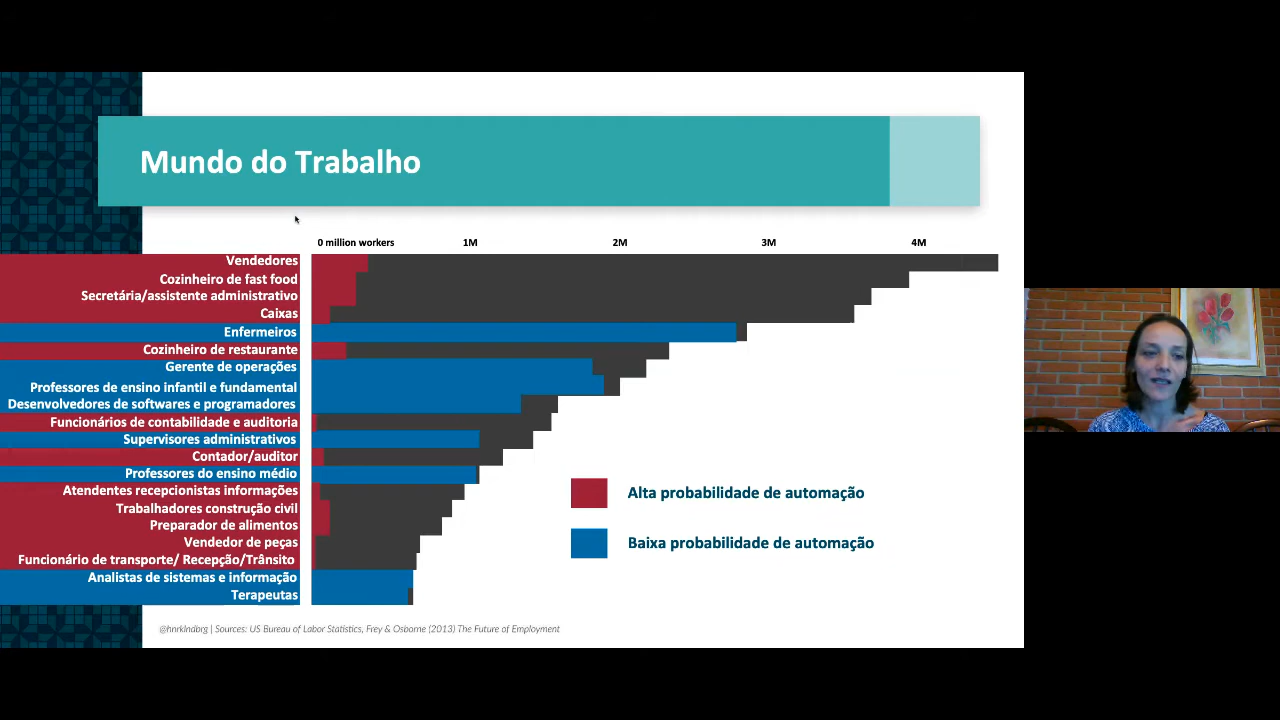 Mundo do Trabalho
0 million workers 1M 2M 3M 4M
Vendedores
Cozinheiro de fast food
Secretária/assistente administrativo
Caixas
Enfermeiros
Cozinheiro de restaurante
Gerente de operações
Professores de ensino infantil e fundamental
Desenvolvedores de softwares e programadores
Funcionários de contabilidade e auditoria
Supervisores administrativos
Contador/auditor
Professores do ensino médio
Atendentes recepcionistas informações
Trabalhadores construção civil
Preparador de alimentos
Vendedor de peças
Funcionário de transporte/ Recepção/Trânsito
Analistas de sistemas e informação
Terapeutas
Alta probabilidade de automação
Baixa probabilidade de automação
@hnrklndbrg | Sources: US Bureau of Labor Statistics, Frey & Osborne (2013) The Future of Employment